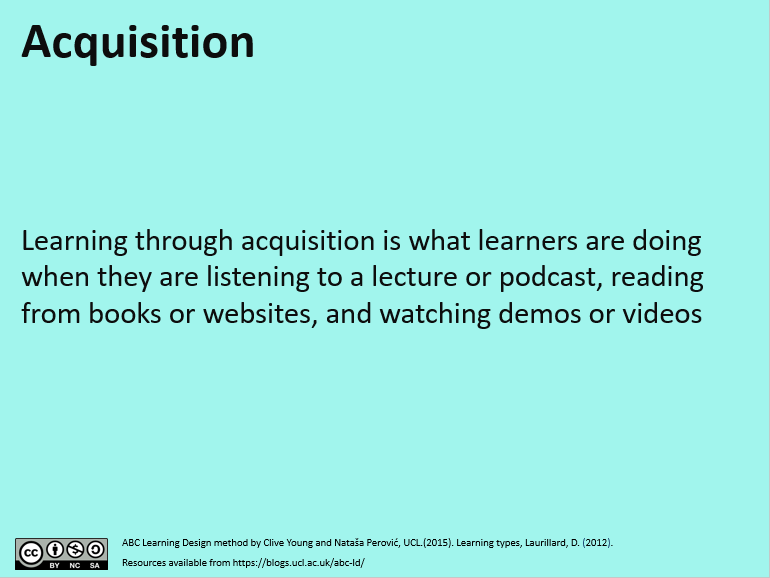 Acquisition
Learning through acquisition is what learners are doing
when they are listening to a lecture or podcast, reading
from books or websites, and watching demos or videos
ABC Learning Design method by Clive Young and Nataša Perović, UCL.(2015). Learning types, Laurillard, D. (2012).
Resources available from https://blogs.ucl.ac.uk/abc-ld/
cc
BY NC SA